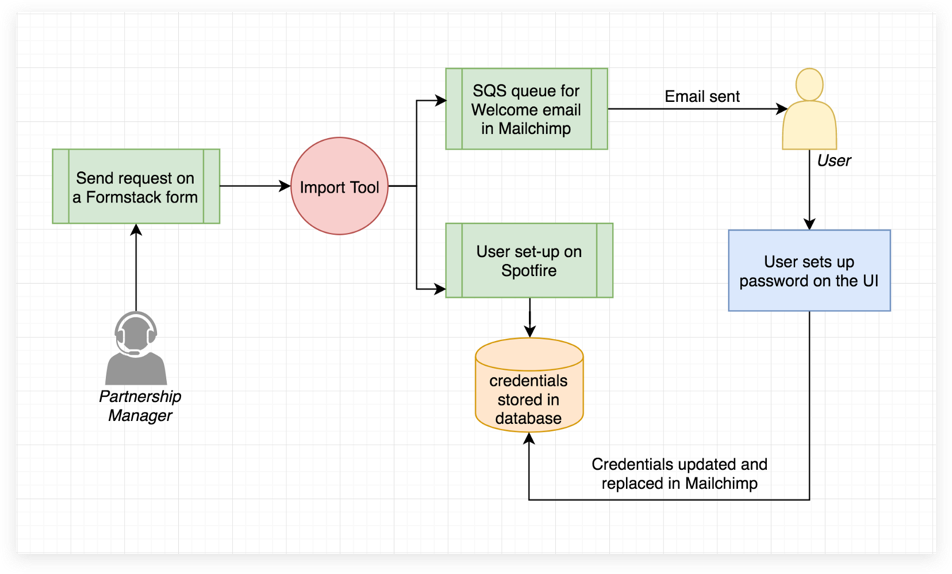 Send request on
a Formstack form
Partnership
Manager
Import Tool
SQS queue for
Welcome email
in Mailchimp
Email sent
User
User set-up on
Spotfire
credentials
stored in
database
User sets up
password on the UI
Credentials updated and
replaced in Mailchimp